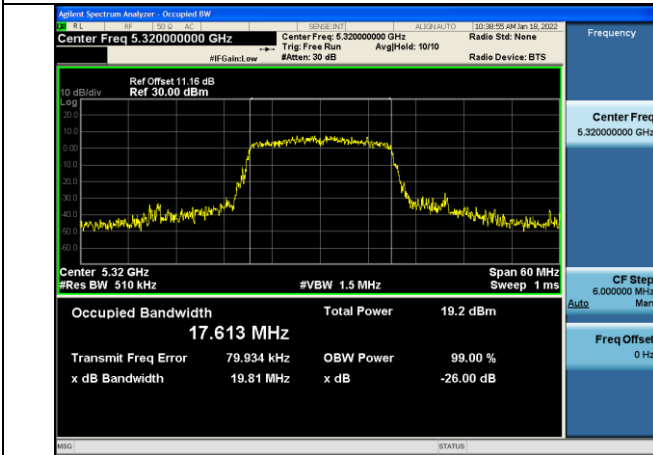 Agilent Spectrum Analyzer - Occupied BW
RL RF 50 Ω AC SENSE:INT ALIGNAUTO 10:38:55 AM Jan 18, 2022
Center Freq 5.320000000 GHz
Center Freq: 5.320000000 GHz
Radio Std: None
Trig: Free Run Avg|Hold: 10/10
#IFGain:Low
#Atten: 30 dB
Radio Device: BTS
Frequency
Ref Offset 11.16 dB
10 dB/div
Ref 30.00 dBm
Log
20.0
10.0
0.00
-10.0
-20.0
-30.0
-40.0
-50.0
-60.0
Center Freq
5.320000000 GHz
Center 5.32 GHz
Span 60 MHz
#Res BW 510 kHz
#VBW 1.5 MHz
Sweep 1 ms
CF Step
6.000000 MHz
Auto Man
Occupied Bandwidth
Total Power 19.2 dBm
17.613 MHz
Transmit Freq Error 79.934 kHz OBW Power 99.00 %
x dB Bandwidth 19.81 MHz x dB -26.00 dB
Freq Offset
0 Hz
MSG
STATUS